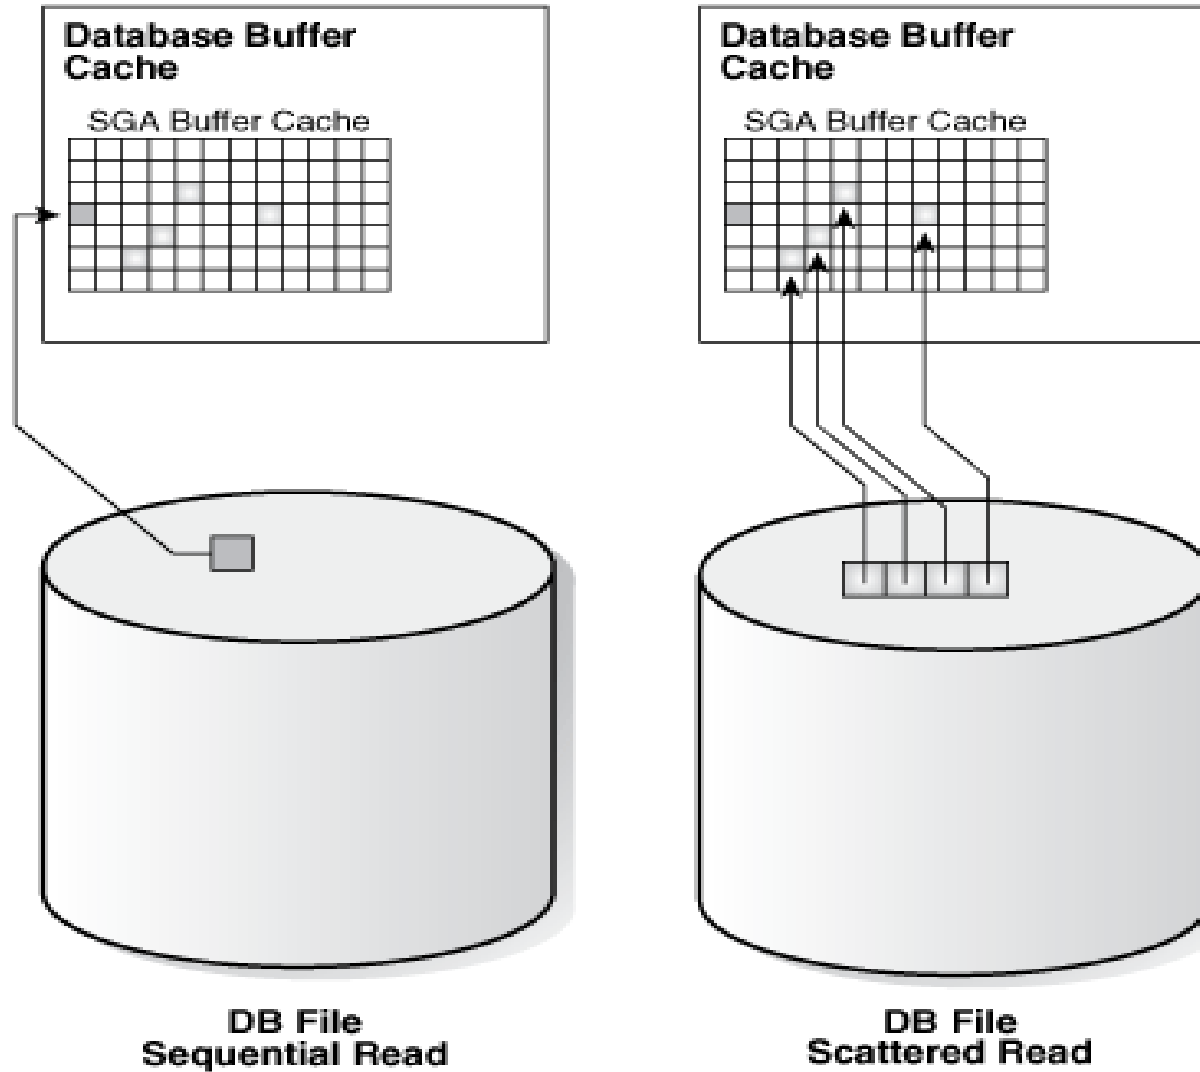 Database Buffer
Cache
SGA Buffer Cache
DB File
Sequential Read
Database Buffer
Cache
SGA Buffer Cache
DB File
Scattered Read